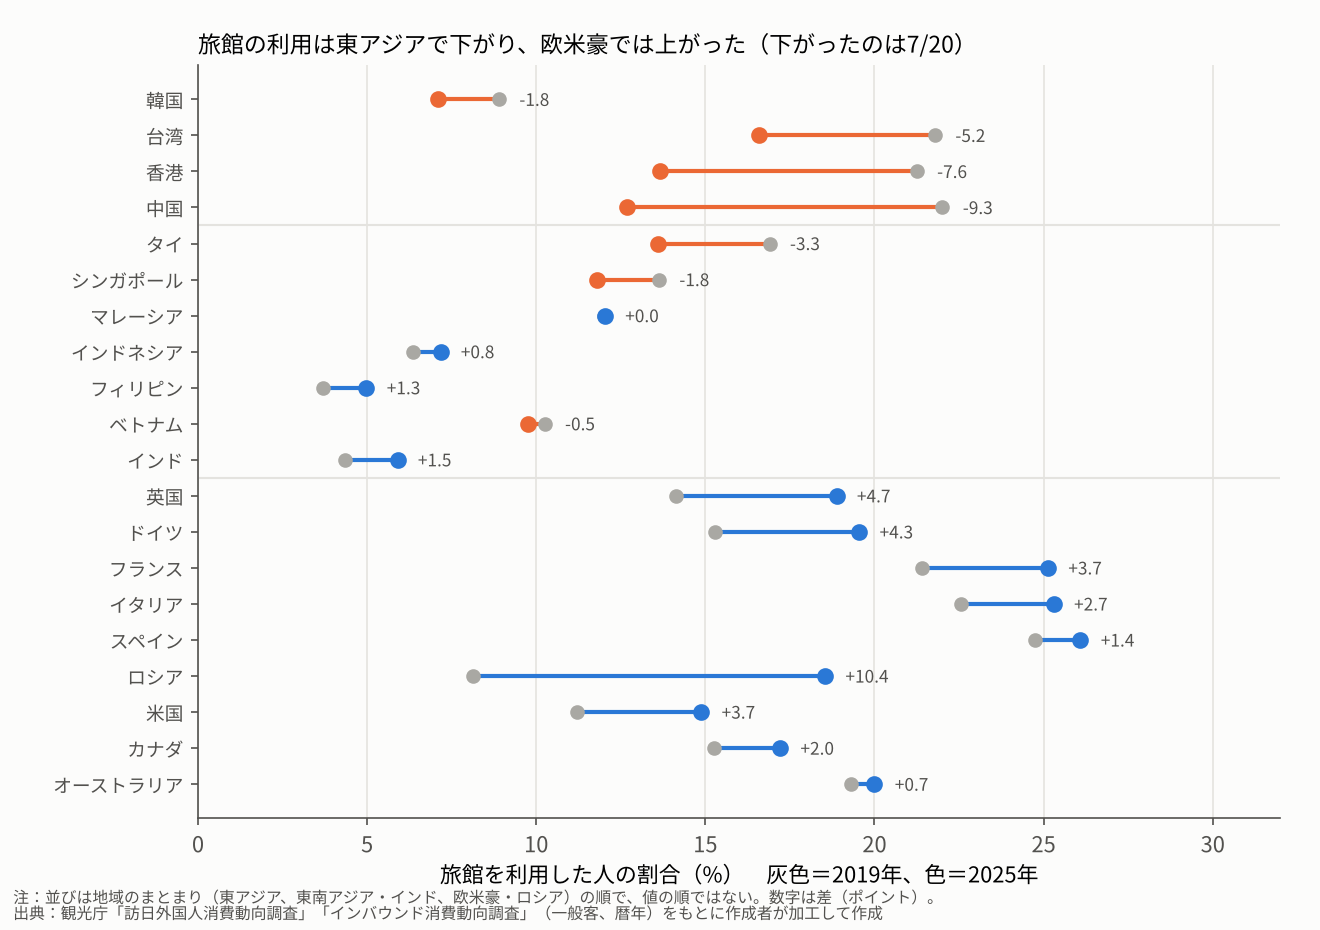 旅館の利用は東アジアで下がり、欧米豪では上がった（下がったのは7/20）
韓国 -1.8
台湾 -5.2
香港 -7.6
中国 -9.3
タイ -3.3
シンガポール -1.8
マレーシア +0.0
インドネシア +0.8
フィリピン +1.3
ベトナム -0.5
インド +1.5
英国 +4.7
ドイツ +4.3
フランス +3.7
イタリア +2.7
スペイン +1.4
ロシア +10.4
米国 +3.7
カナダ +2.0
オーストラリア +0.7
0 5 10 15 20 25 30
旅館を利用した人の割合（%）　灰色＝2019年、色＝2025年
注：並びは地域のまとまり（東アジア、東南アジア・インド、欧米豪・ロシア）の順で、値の順ではない。数字は差（ポイント）。
出典：観光庁「訪日外国人消費動向調査」「インバウンド消費動向調査」（一般客、暦年）をもとに作成者が加工して作成